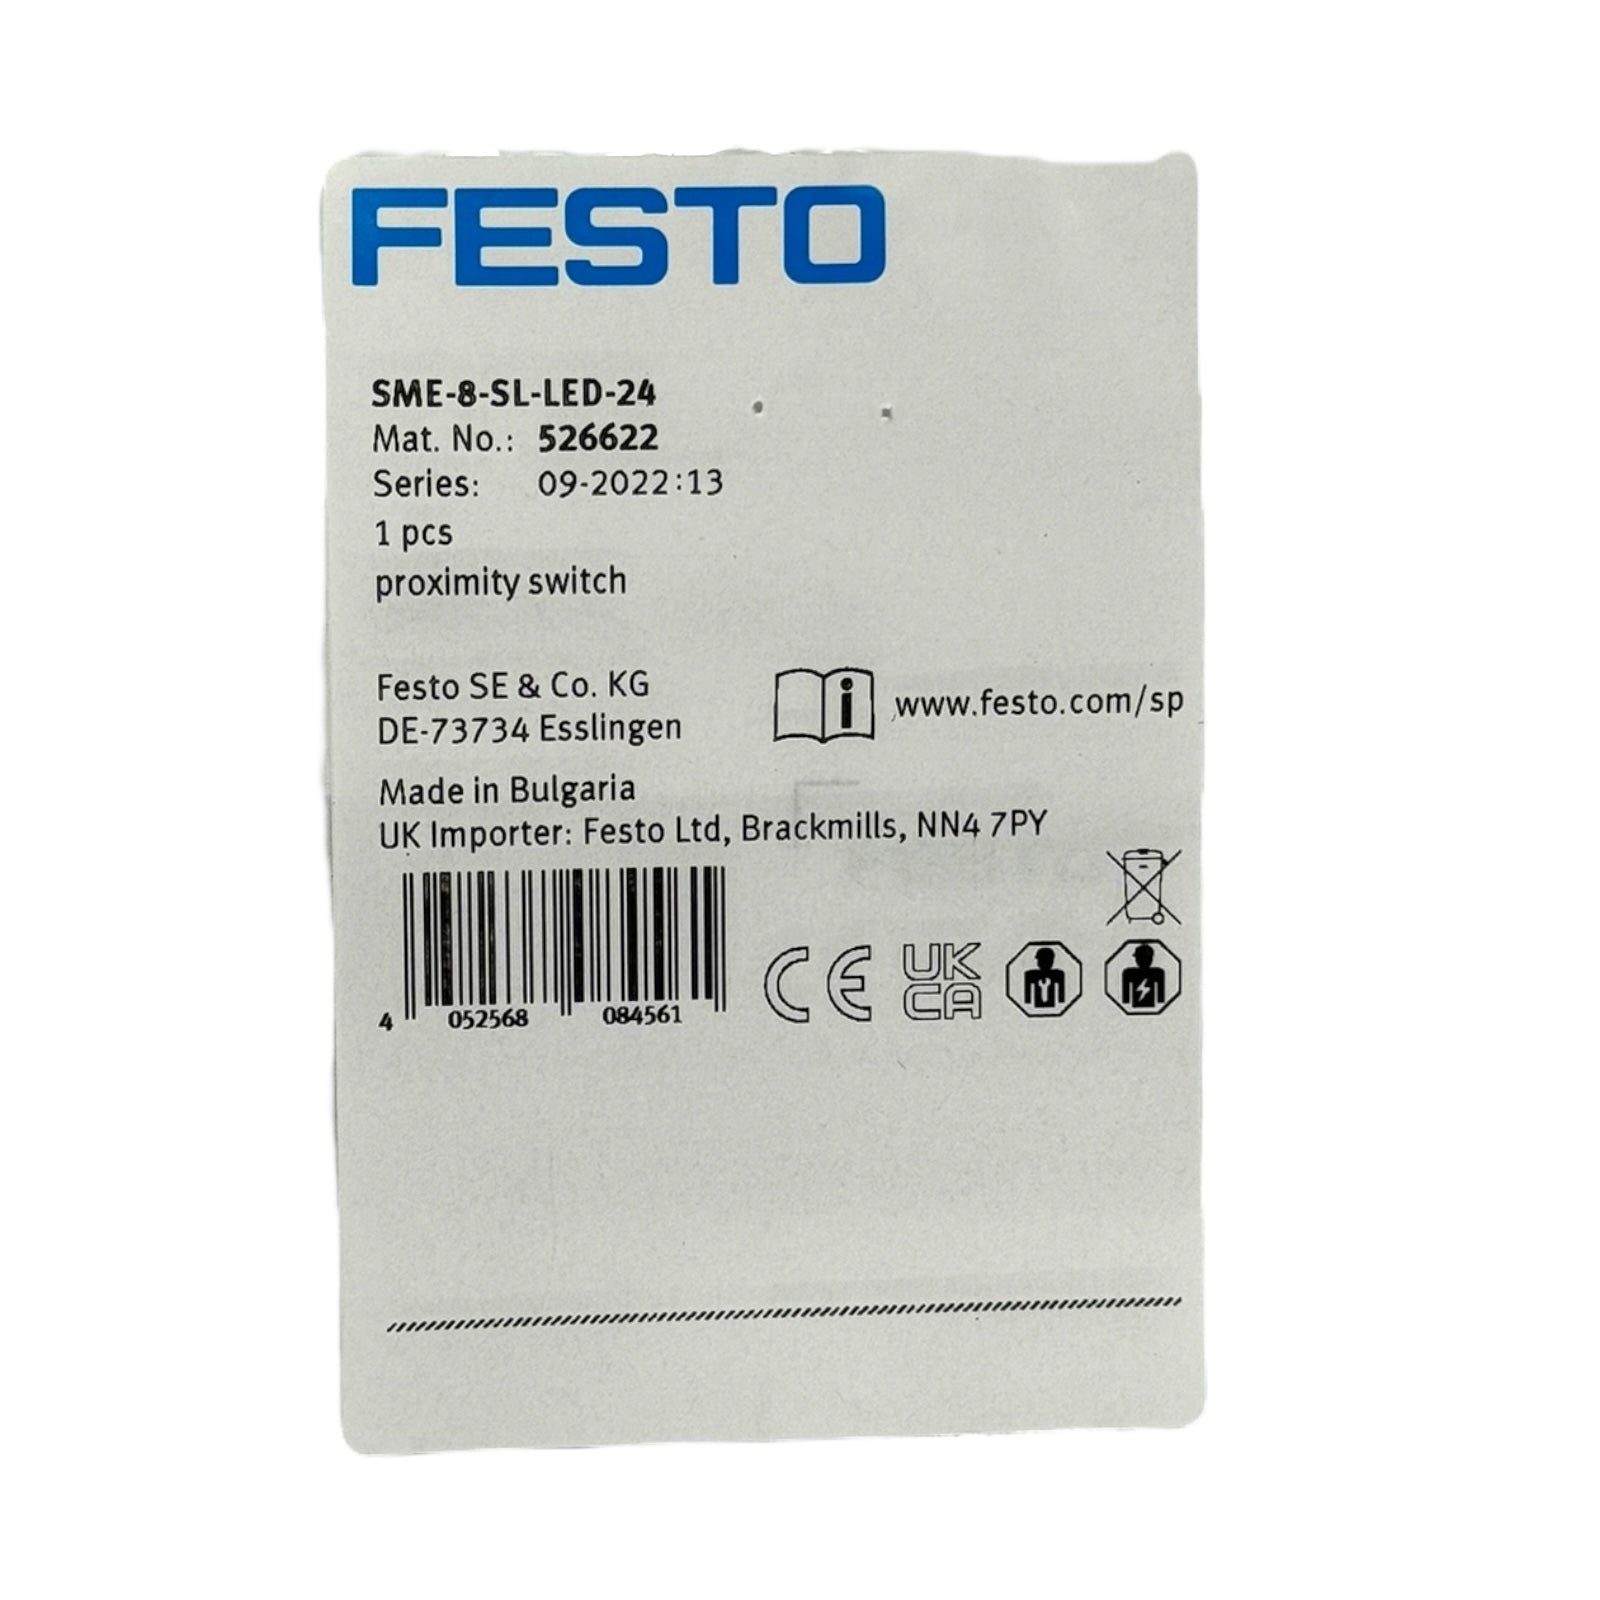 FESTO
SME-8-SL-LED-24
Mat. No.: 526622
Series: 09-2022:13
1 pcs
proximity switch
Festo SE & Co. KG
DE-73734 Esslingen
i www.festo.com/sp
Made in Bulgaria
UK Importer: Festo Ltd, Brackmills, NN4 7PY
4 052568 084561
CE UK
CA